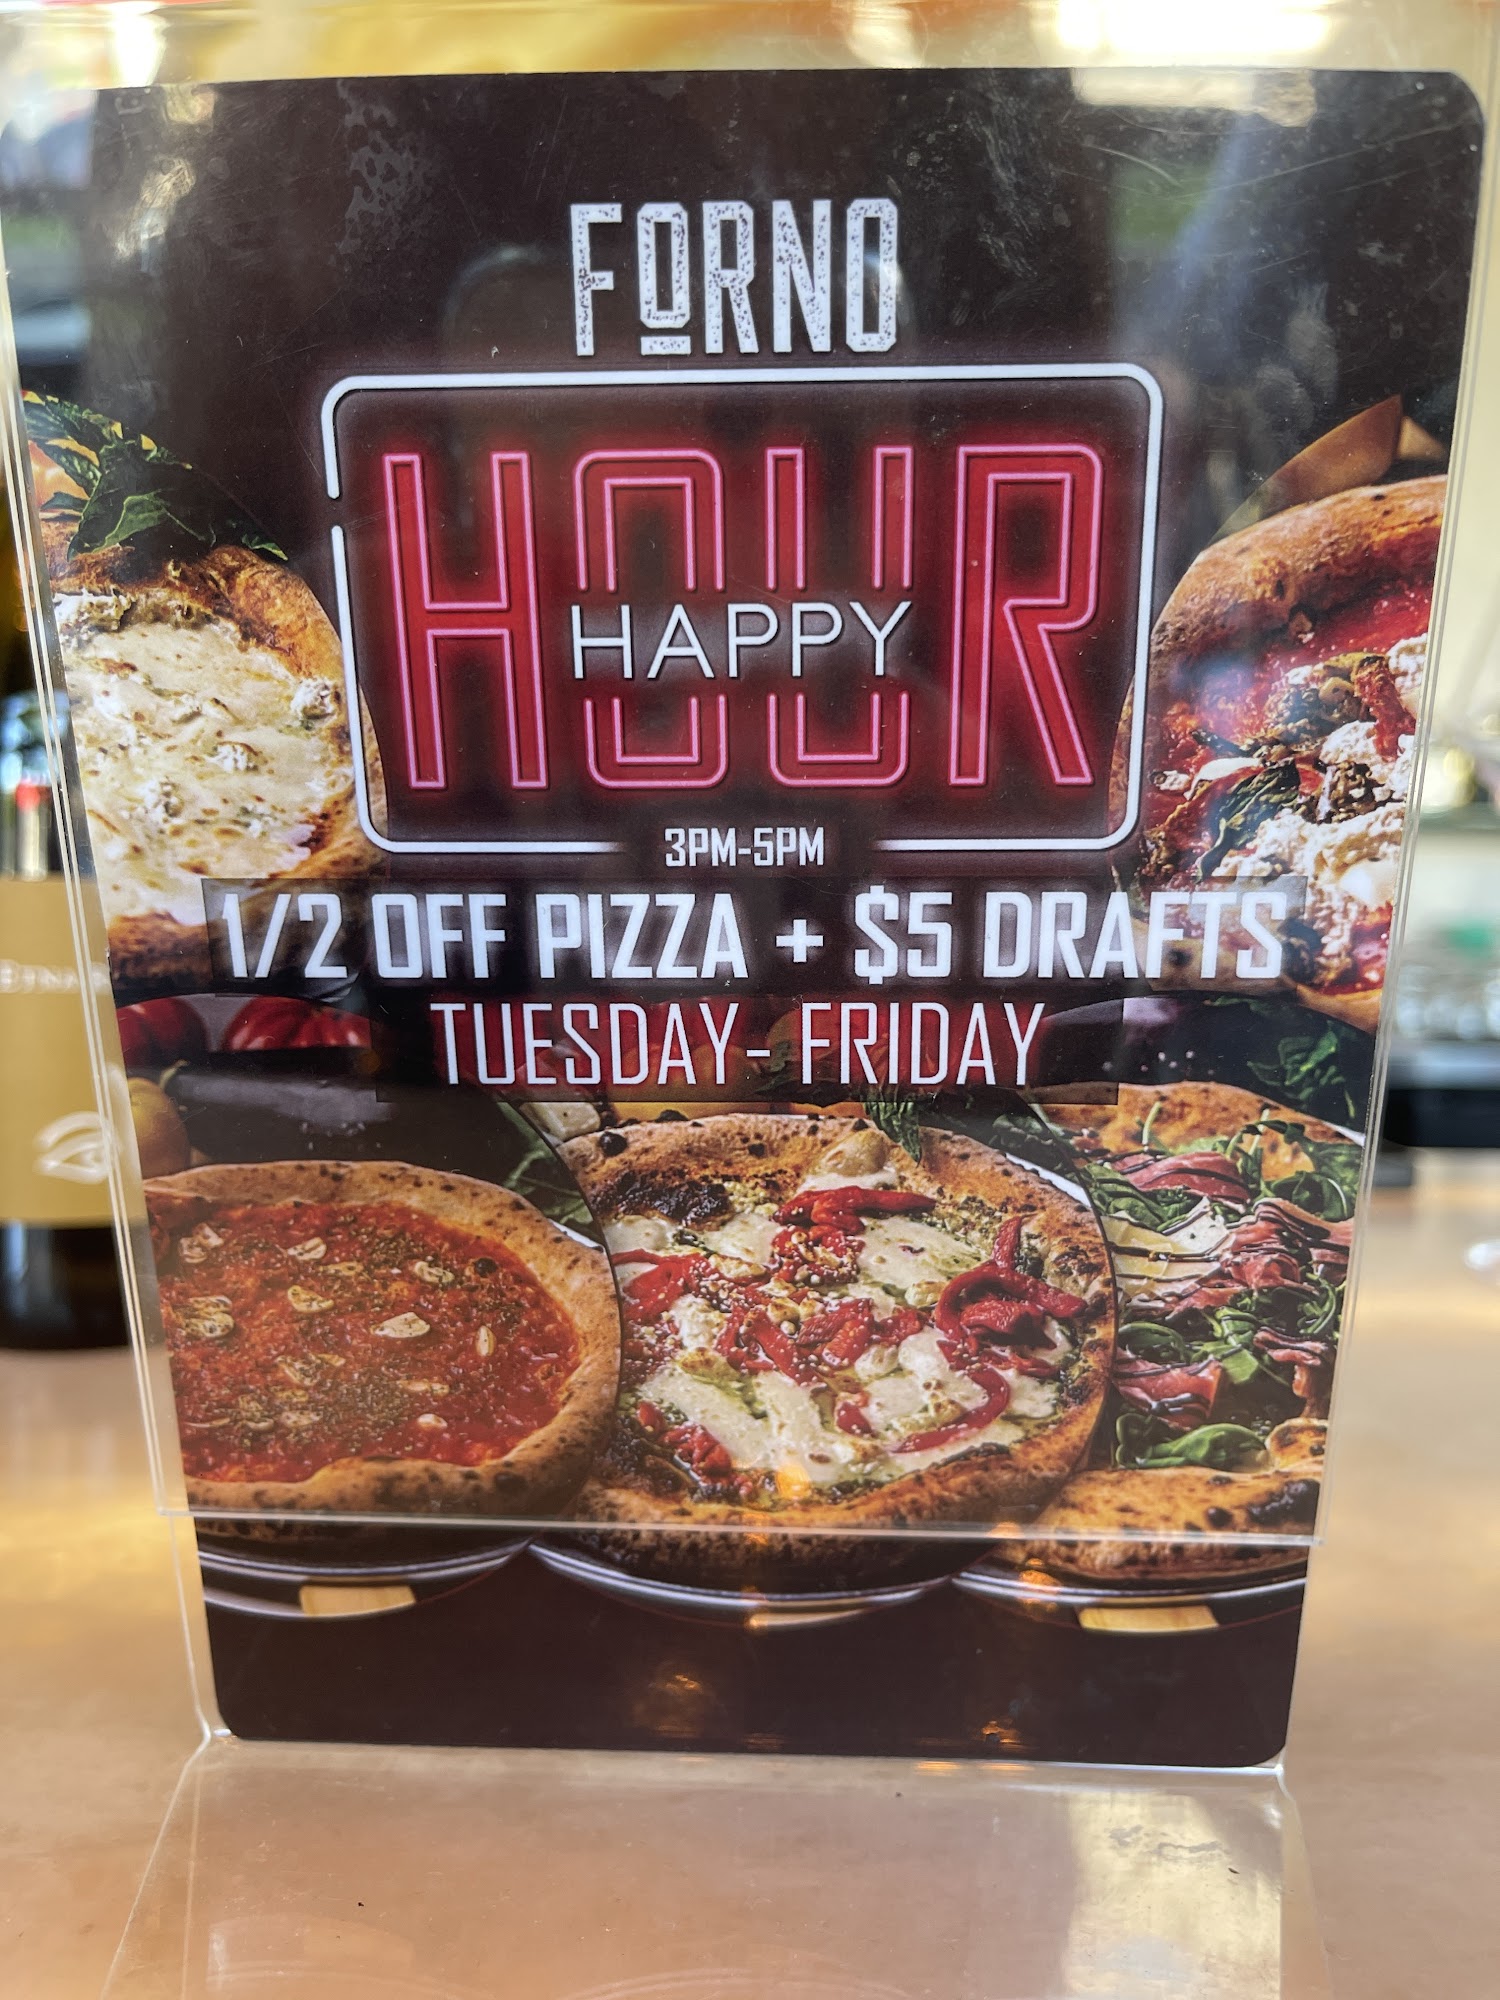 FORNO
HOUR
HAPPY
3PM-5PM
1/2 OFF PIZZA + $5 DRAFTS
TUESDAY- FRIDAY